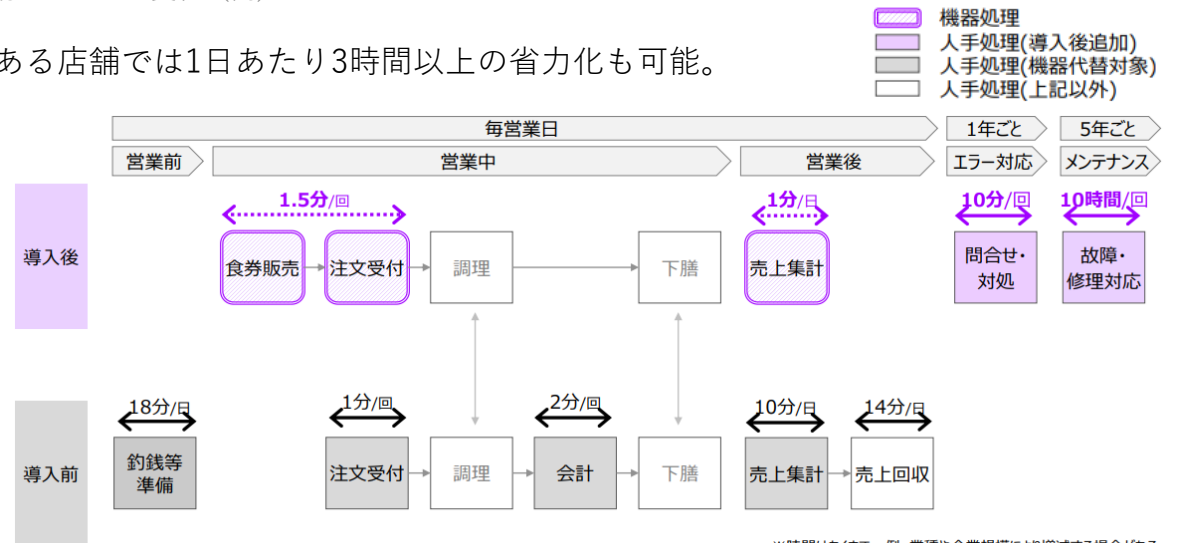 機器処理
人手処理(導入後追加)
人手処理(機器代替対象)
人手処理(上記以外)
ある店舗では1日あたり3時間以上の省力化も可能。
毎営業日
1年ごと
5年ごと
営業前
営業中
営業後
エラー対応
メンテナンス
導入後
1.5分/回
1分/日
10分/回
10時間/回
食券販売
注文受付
調理
下膳
売上集計
問合せ・
対処
故障・
修理対応
導入前
18分/日
1分/回
2分/回
10分/日
14分/日
釣銭等
準備
注文受付
調理
会計
下膳
売上集計
売上回収